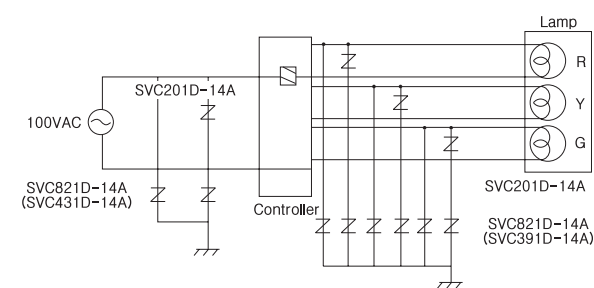 Lamp
R
SVC201D-14A
Y
100VAC
G
SVC821D-14A
(SVC431D-14A)
SVC201D-14A
Controller
SVC821D-14A
(SVC391D-14A)